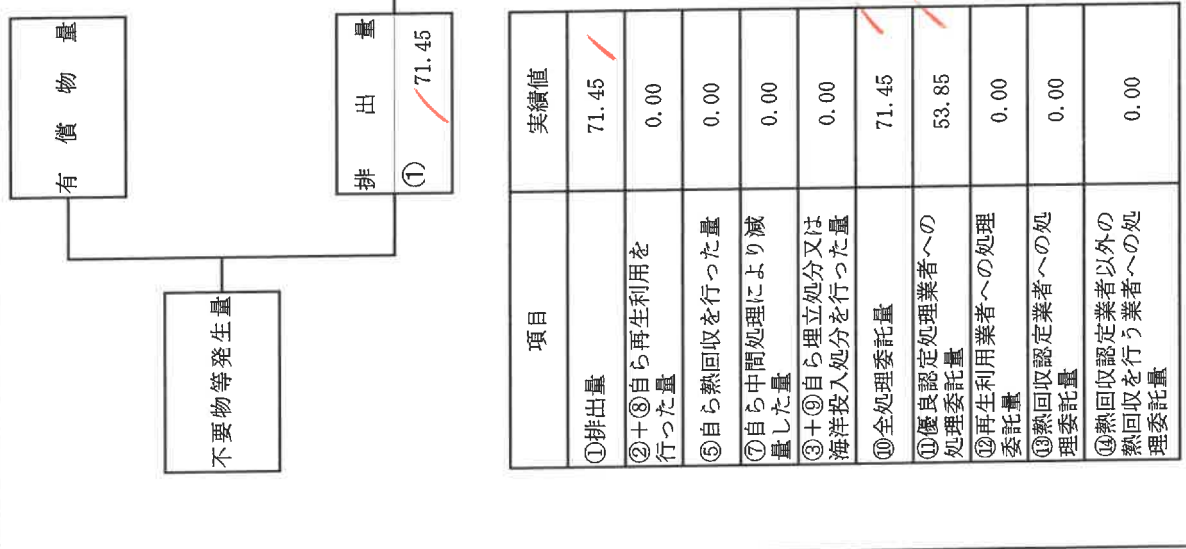 有償物量
不要物等発生量
排出量
① 71.45
項目 実績値
①排出量 71.45
②+⑧自ら再生利用を
行った量 0.00
⑤自ら熱回収を行った量 0.00
⑦自ら中間処理により減
量した量 0.00
③+⑨自ら埋立処分又は
海洋投入処分を行った量 0.00
⑩全処理委託量 71.45
⑪優良認定処理業者への
処理委託量 53.85
⑫再生利用業者への処理
委託量 0.00
⑬熱回収認定業者への処
理委託量 0.00
⑭熱回収認定業者以外の
熱回収を行う業者への処
理委託量 0.00